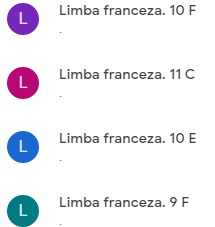 L Limba franceza. 10 F
.
L Limba franceza. 11 C
.
L Limba franceza. 10 E
.
L Limba franceza. 9 F
.